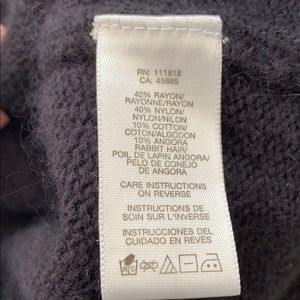 RN: 111818
CA: 45885
40% RAYON/
RAYONNE/RAYON
40% NYLON/
NYLON/NILON
10% COTTON/
COTON/ALGODON
10% ANGORA
RABBIT HAIR/
POIL DE LAPIN ANGORA/
PELO DE CONEJO
DE ANGORA
CARE INSTRUCTIONS
ON REVERSE
INSTRUCTIONS DE
SOIN SUR L'INVERSE
INSTRUCCIONES DEL
CUIDADO EN REVÉS